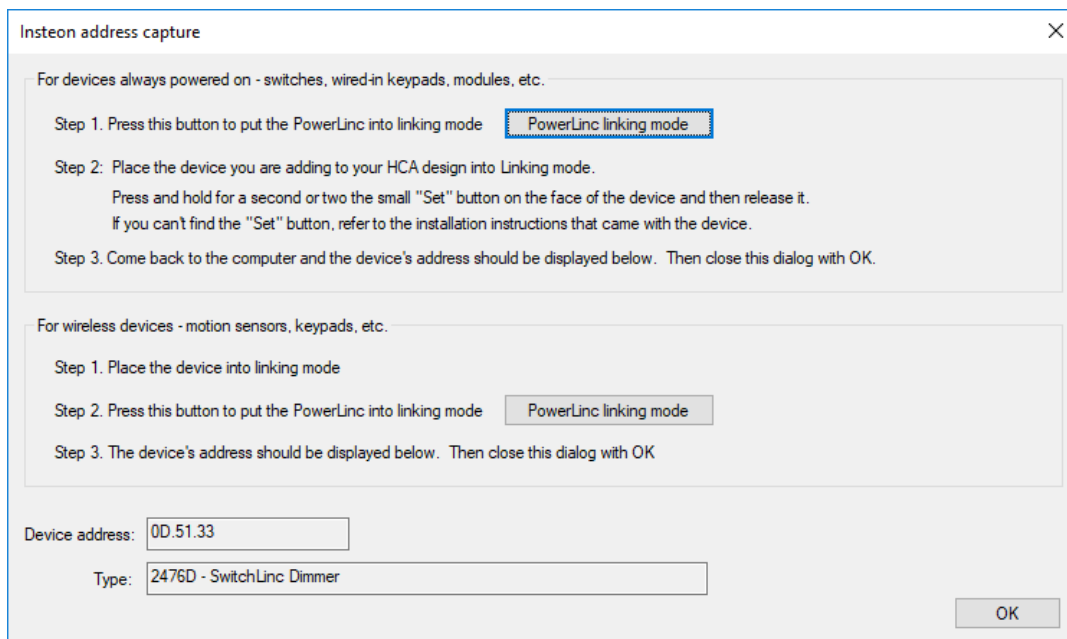 Insteon address capture
For devices always powered on - switches, wired-in keypads, modules, etc.
Step 1. Press this button to put the PowerLinc into linking mode PowerLinc linking mode
Step 2: Place the device you are adding to your HCA design into Linking mode.
Press and hold for a second or two the small "Set" button on the face of the device and then release it.
If you can't find the "Set" button, refer to the installation instructions that came with the device.
Step 3. Come back to the computer and the device's address should be displayed below. Then close this dialog with OK.
For wireless devices - motion sensors, keypads, etc.
Step 1. Place the device into linking mode
Step 2. Press this button to put the PowerLinc into linking mode PowerLinc linking mode
Step 3. The device's address should be displayed below. Then close this dialog with OK
Device address: 0D.51.33
Type: 2476D - SwitchLinc Dimmer
OK